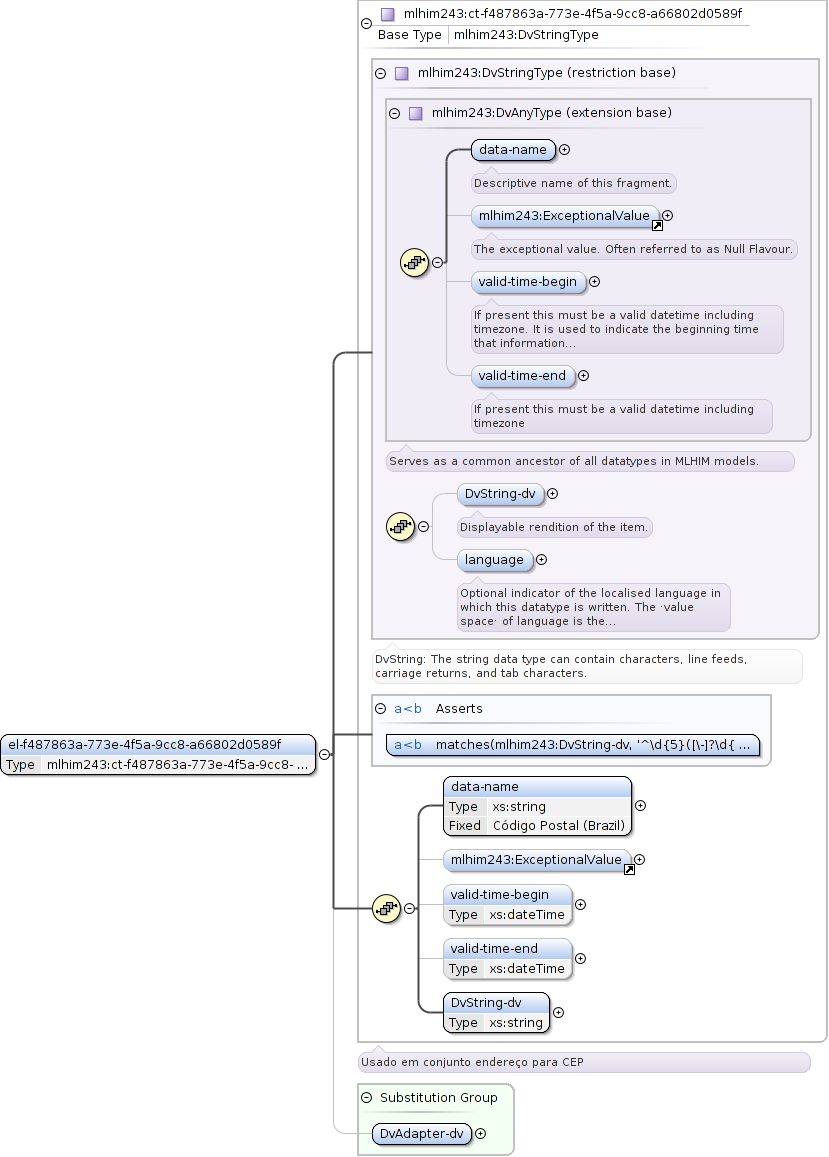 mlhim243:ct-f487863a-773e-4f5a-9cc8-a66802d0589f
Base Type mlhim243:DvStringType
mlhim243:DvStringType (restriction base)
mlhim243:DvAnyType (extension base)
data-name
Descriptive name of this fragment.
mlhim243:ExceptionalValue
The exceptional value. Often referred to as Null Flavour.
valid-time-begin
If present this must be a valid datetime including
timezone. It is used to indicate the beginning time
that information...
valid-time-end
If present this must be a valid datetime including
timezone
Serves as a common ancestor of all datatypes in MLHIM models.
DvString-dv
Displayable rendition of the item.
language
Optional indicator of the localised language in
which this datatype is written. The ·value
space· of language is the...
DvString: The string data type can contain characters, line feeds,
carriage returns, and tab characters.
a<b Asserts
a<b matches(mlhim243:DvString-dv, '^\d{5}([\-]?\d{ ...
el-f487863a-773e-4f5a-9cc8-a66802d0589f
Type mlhim243:ct-f487863a-773e-4f5a-9cc8- ...
data-name
Type xs:string
Fixed Código Postal (Brazil)
mlhim243:ExceptionalValue
valid-time-begin
Type xs:dateTime
valid-time-end
Type xs:dateTime
DvString-dv
Type xs:string
Usado em conjunto endereço para CEP
Substitution Group
DvAdapter-dv